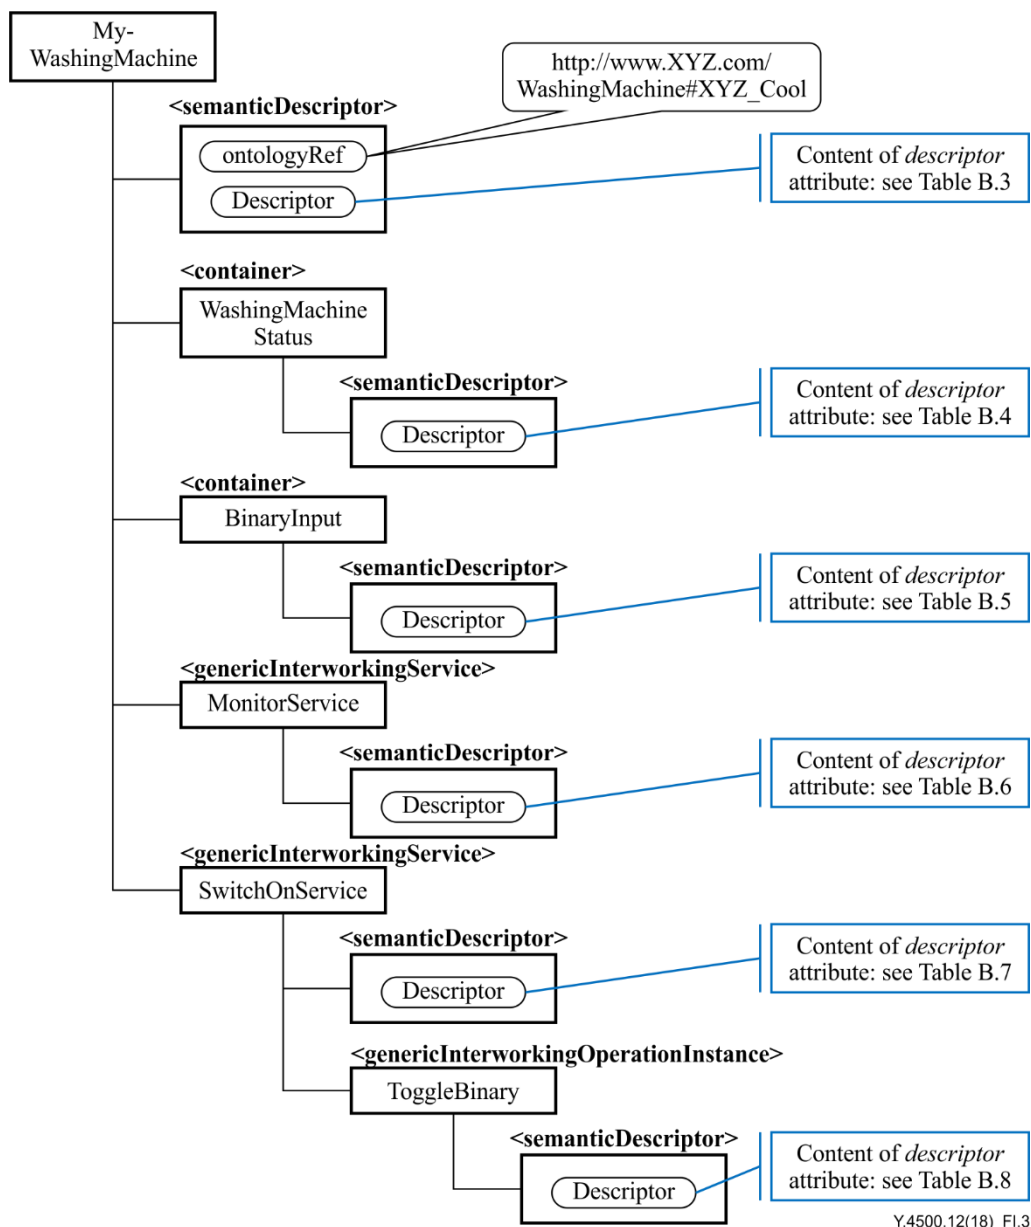 My-
WashingMachine
http://www.XYZ.com/
WashingMachine#XYZ_Cool
<semanticDescriptor>
ontologyRef
Descriptor
Content of descriptor
attribute: see Table B.3
<container>
WashingMachine
Status
<semanticDescriptor>
Descriptor
Content of descriptor
attribute: see Table B.4
<container>
BinaryInput
<semanticDescriptor>
Descriptor
Content of descriptor
attribute: see Table B.5
<genericInterworkingService>
MonitorService
<semanticDescriptor>
Descriptor
Content of descriptor
attribute: see Table B.6
<genericInterworkingService>
SwitchOnService
<semanticDescriptor>
Descriptor
Content of descriptor
attribute: see Table B.7
<genericInterworkingOperationInstance>
ToggleBinary
<semanticDescriptor>
Descriptor
Content of descriptor
attribute: see Table B.8
Y.4500.12(18)_FI.3